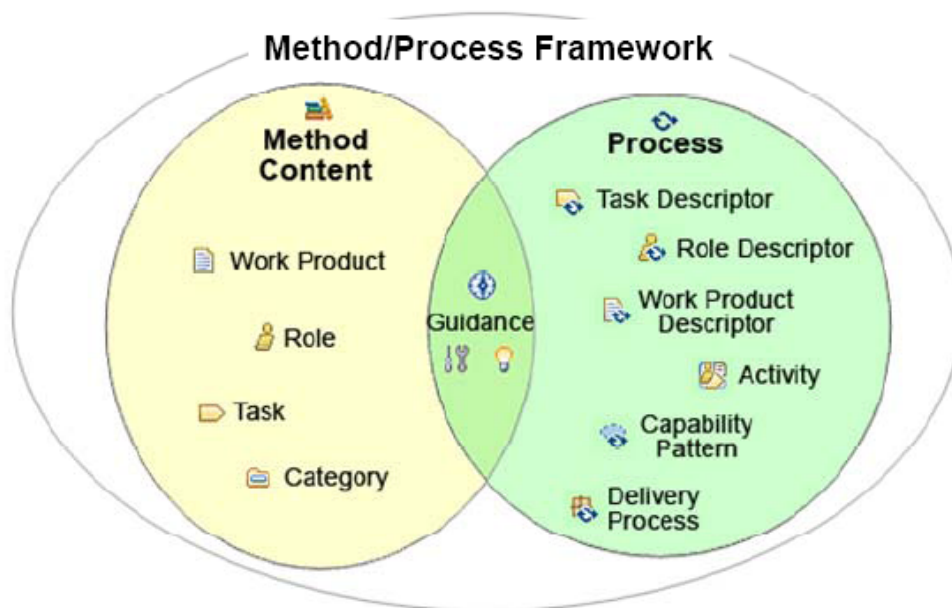 Method/Process Framework
Method
Content
Work Product
Role
Task
Category
Guidance
Process
Task Descriptor
Role Descriptor
Work Product
Descriptor
Activity
Capability
Pattern
Delivery
Process